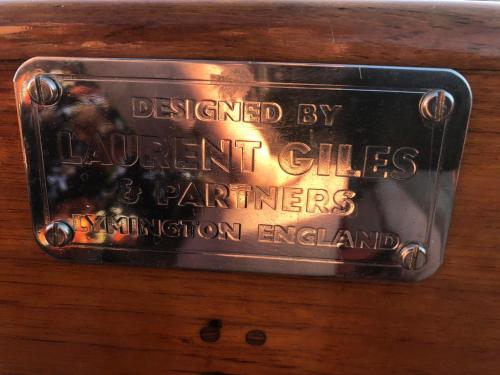 DESIGNED BY
LAURENT GILES
& PARTNERS
LYMINGTON ENGLAND